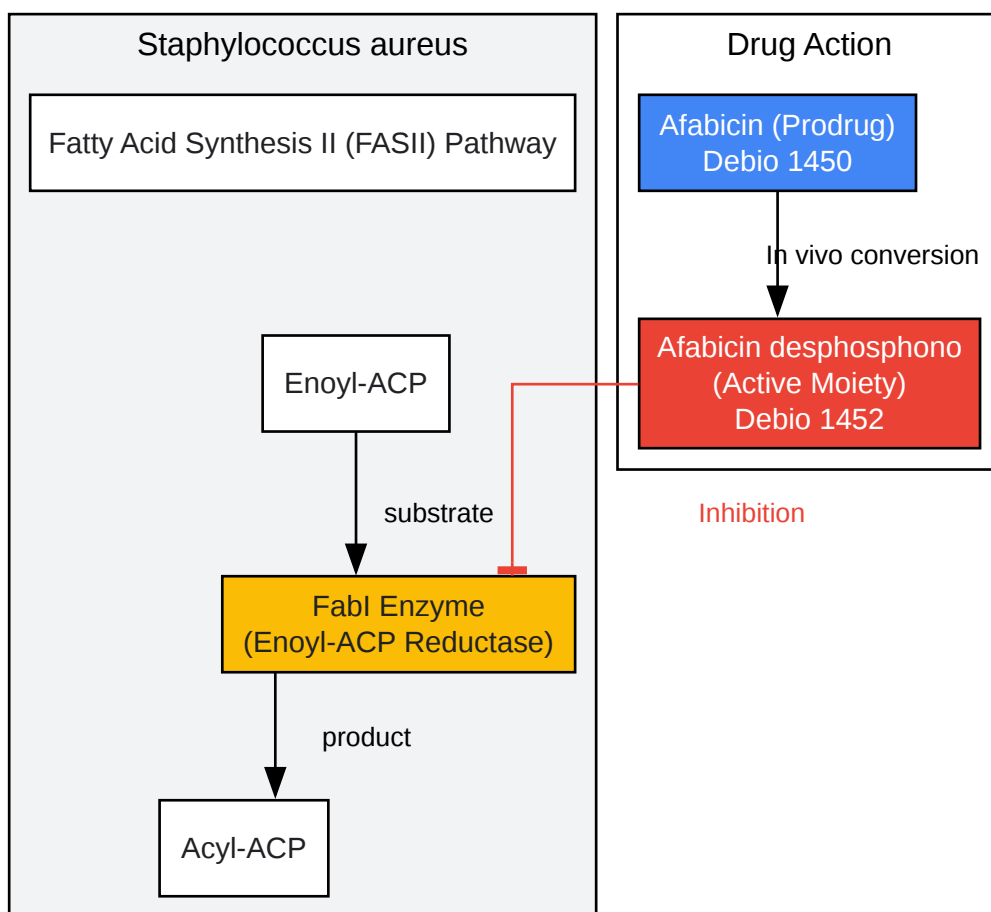 Staphylococcus aureus
Fatty Acid Synthesis II (FASII) Pathway
Enoyl-ACP
substrate
FabI Enzyme
(Enoyl-ACP Reductase)
product
Acyl-ACP
Drug Action
Afabicin (Prodrug)
Debio 1450
In vivo conversion
Afabicin desphosphono
(Active Moiety)
Debio 1452
Inhibition